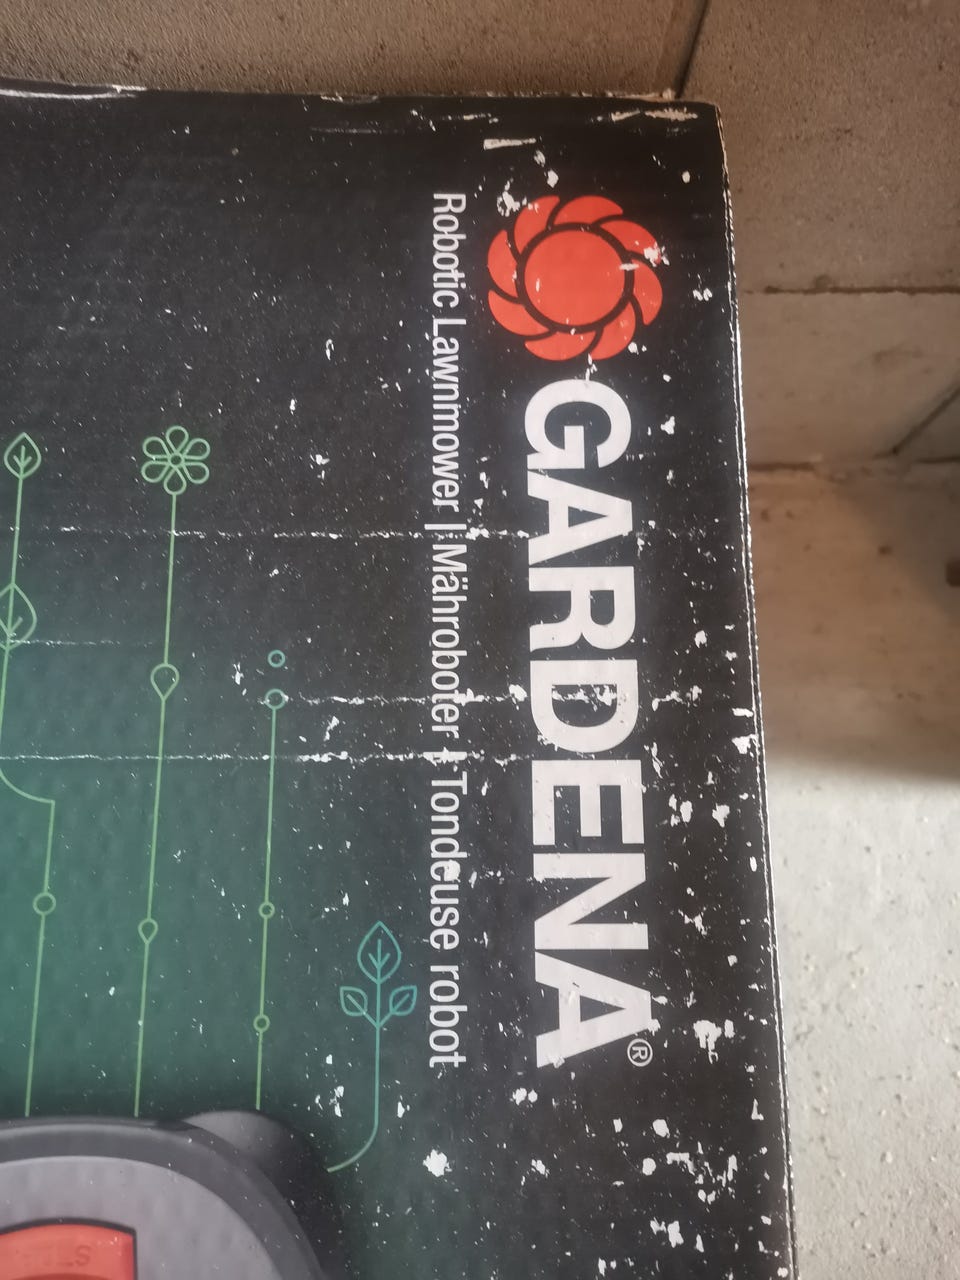 GARDENA®
Robotic Lawnmower | Mähroboter | Tondeuse robot